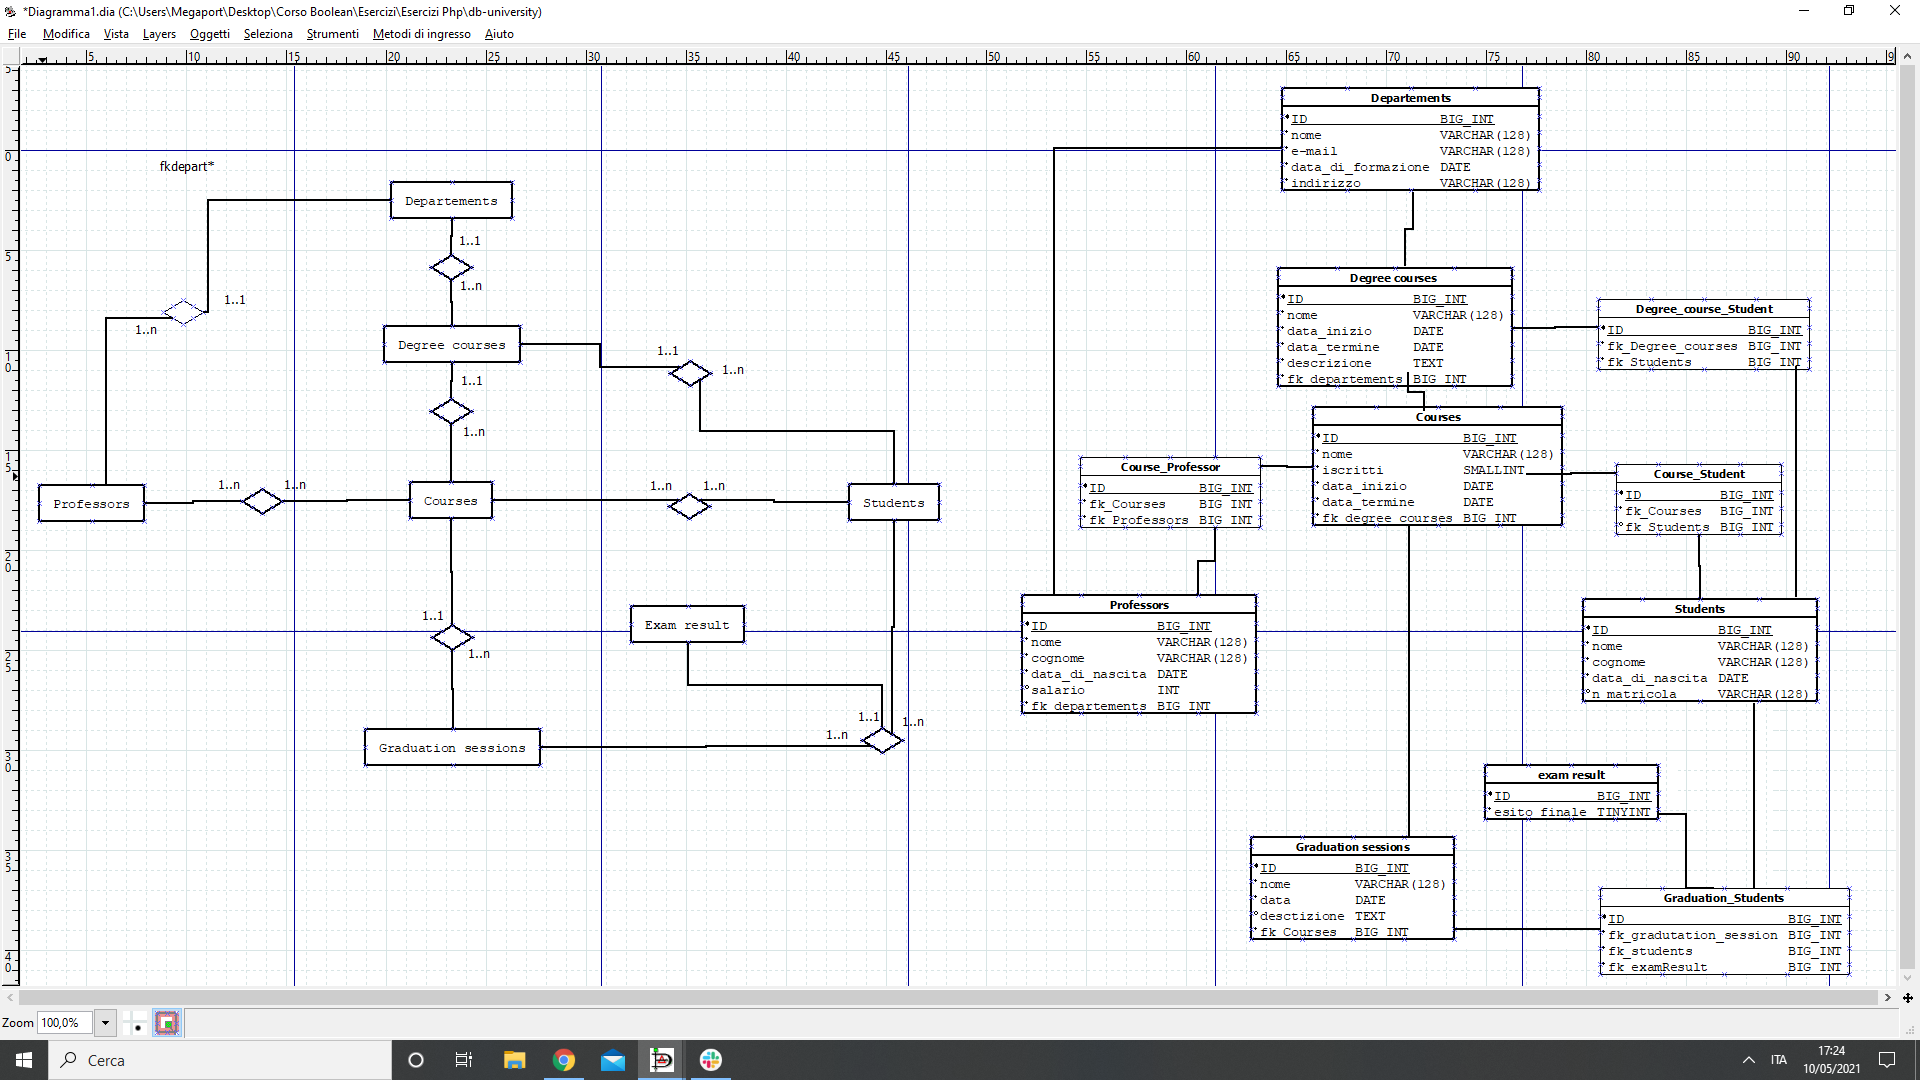 *Diagramma1.dia (C:\Users\Megaport\Desktop\Corso Boolean\Esercizi\Esercizi Php\db-university)
File Modifica Vista Layers Oggetti Seleziona Strumenti Metodi di ingresso Aiuto
5 10 15 20 25 30 35 40 45 50 55 60 65 70 75 80 85 90
fkdepart*
Departements
1..1
1..n
1..1
1..n
Degree courses
1..1
1..n
1..1
1..n
Professors
1..n
1..n
Courses
1..n
1..n
Students
1..1
1..n
Exam result
Graduation sessions
1..n
1..1
1..n
Departements
ID BIG_INT
nome VARCHAR(128)
e-mail VARCHAR(128)
data_di_formazione DATE
indirizzo VARCHAR(128)
Degree courses
ID BIG_INT
nome VARCHAR(128)
data_inizio DATE
data_termine DATE
descrizione TEXT
fk_departements BIG_INT
Degree_course_Student
ID BIG_INT
fk_Degree_courses BIG_INT
fk_Students BIG_INT
Courses
ID BIG_INT
nome VARCHAR(128)
iscritti SMALLINT
data_inizio DATE
data_termine DATE
fk_degree_courses BIG_INT
Course_Professor
ID BIG_INT
fk_Courses BIG_INT
fk_Professors BIG_INT
Course_Student
ID BIG_INT
fk_Courses BIG_INT
fk_Students BIG_INT
Professors
ID BIG_INT
nome VARCHAR(128)
cognome VARCHAR(128)
data_di_nascita DATE
salario INT
fk_departements BIG_INT
Students
ID BIG_INT
nome VARCHAR(128)
cognome VARCHAR(128)
data_di_nascita DATE
n_matricola VARCHAR(128)
exam result
ID BIG_INT
esito_finale TINYINT
Graduation sessions
ID BIG_INT
nome VARCHAR(128)
data DATE
desctizione TEXT
fk_Courses BIG_INT
Graduation_Students
ID BIG_INT
fk_gradutation_session BIG_INT
fk_students BIG_INT
fk_examResult BIG_INT
Zoom 100,0%
Cerca
ITA
17:24
10/05/2021